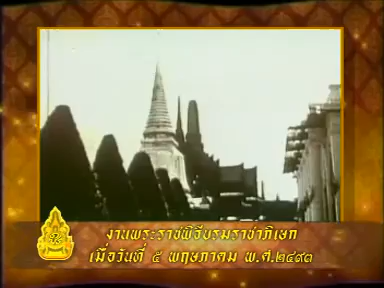 งานพระราชพิธีบรมราชาภิเษก
เมื่อวันที่ ๕ พฤษภาคม พ.ศ.๒๔๙๓